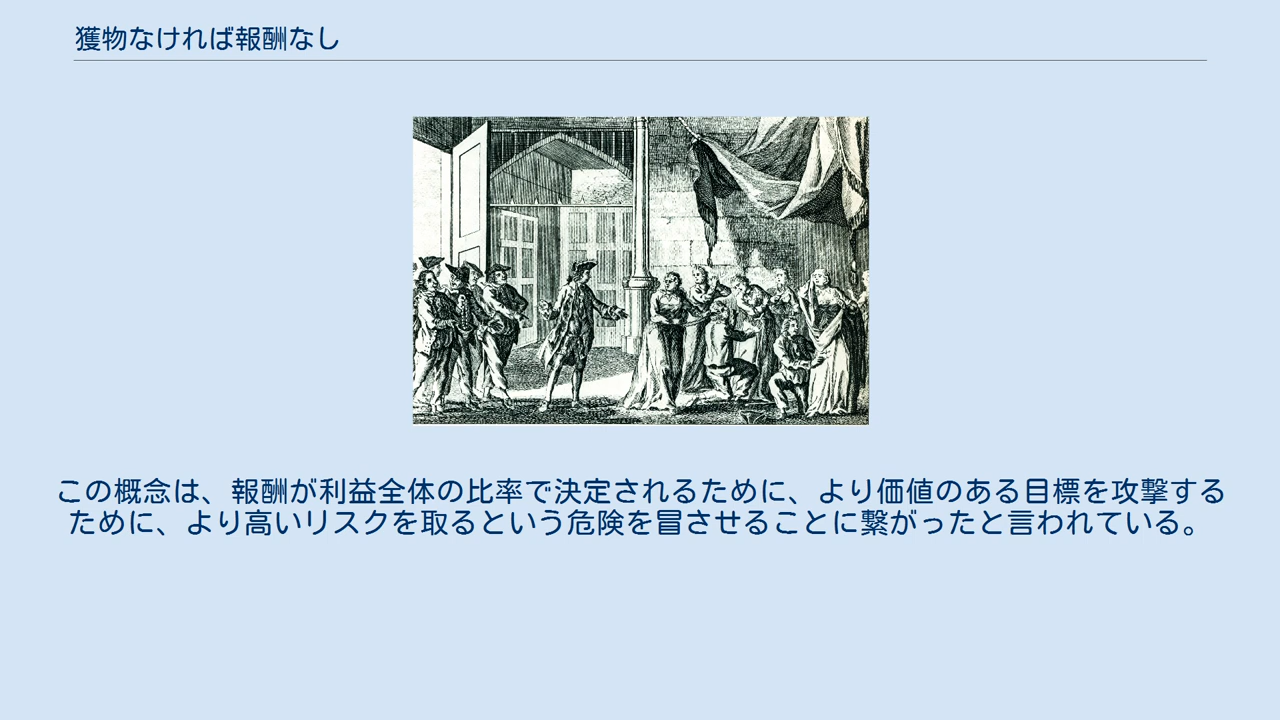 獲物なければ報酬なし
この概念は、報酬が利益全体の比率で決定されるために、より価値のある目標を攻撃する
ために、より高いリスクを取るという危険を冒させることに繋がったと言われている。